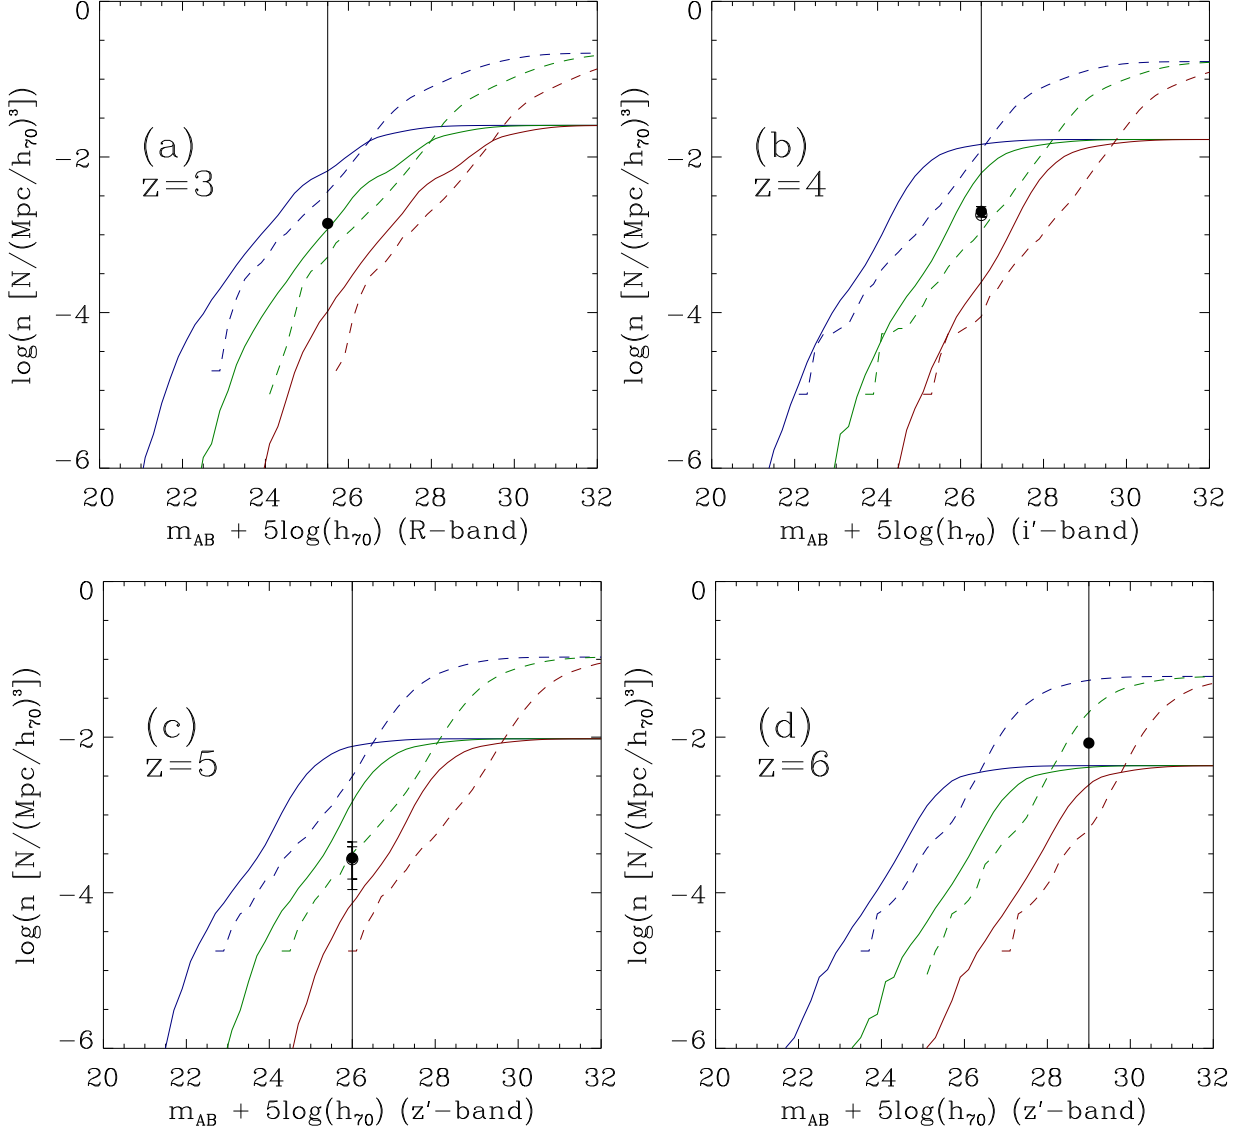 0
−2
−4
−6
log(n [N/(Mpc/h₇₀)³])
(a)
z=3
20 22 24 26 28 30 32
m_AB + 5log(h₇₀) (R−band)
0
−2
−4
−6
log(n [N/(Mpc/h₇₀)³])
(b)
z=4
20 22 24 26 28 30 32
m_AB + 5log(h₇₀) (i′−band)
0
−2
−4
−6
log(n [N/(Mpc/h₇₀)³])
(c)
z=5
20 22 24 26 28 30 32
m_AB + 5log(h₇₀) (z′−band)
0
−2
−4
−6
log(n [N/(Mpc/h₇₀)³])
(d)
z=6
20 22 24 26 28 30 32
m_AB + 5log(h₇₀) (z′−band)